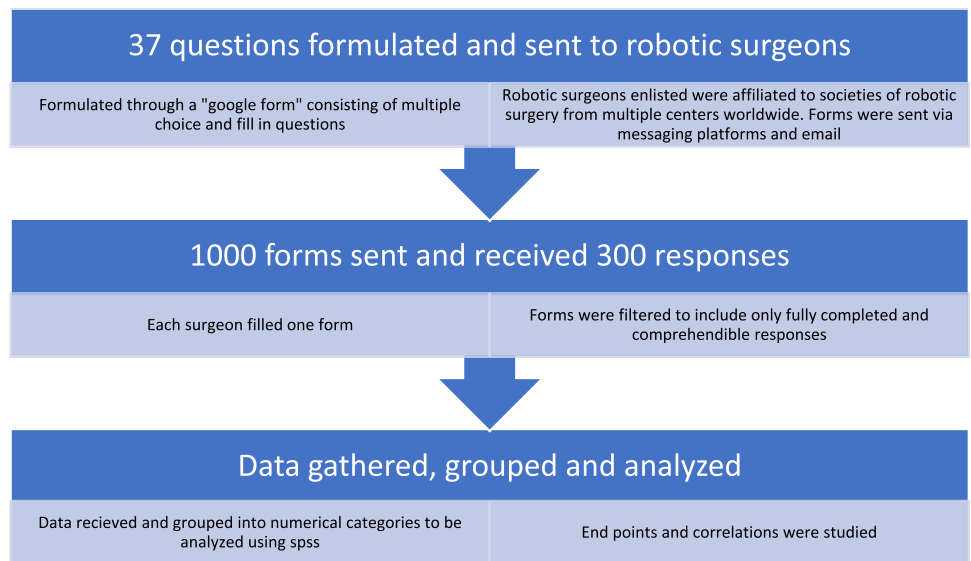 37 questions formulated and sent to robotic surgeons
Formulated through a "google form" consisting of multiple
choice and fill in questions
Robotic surgeons enlisted were affiliated to societies of robotic
surgery from multiple centers worldwide. Forms were sent via
messaging platforms and email
1000 forms sent and received 300 responses
Each surgeon filled one form
Forms were filtered to include only fully completed and
comprehendible responses
Data gathered, grouped and analyzed
Data recieved and grouped into numerical categories to be
analyzed using spss
End points and correlations were studied